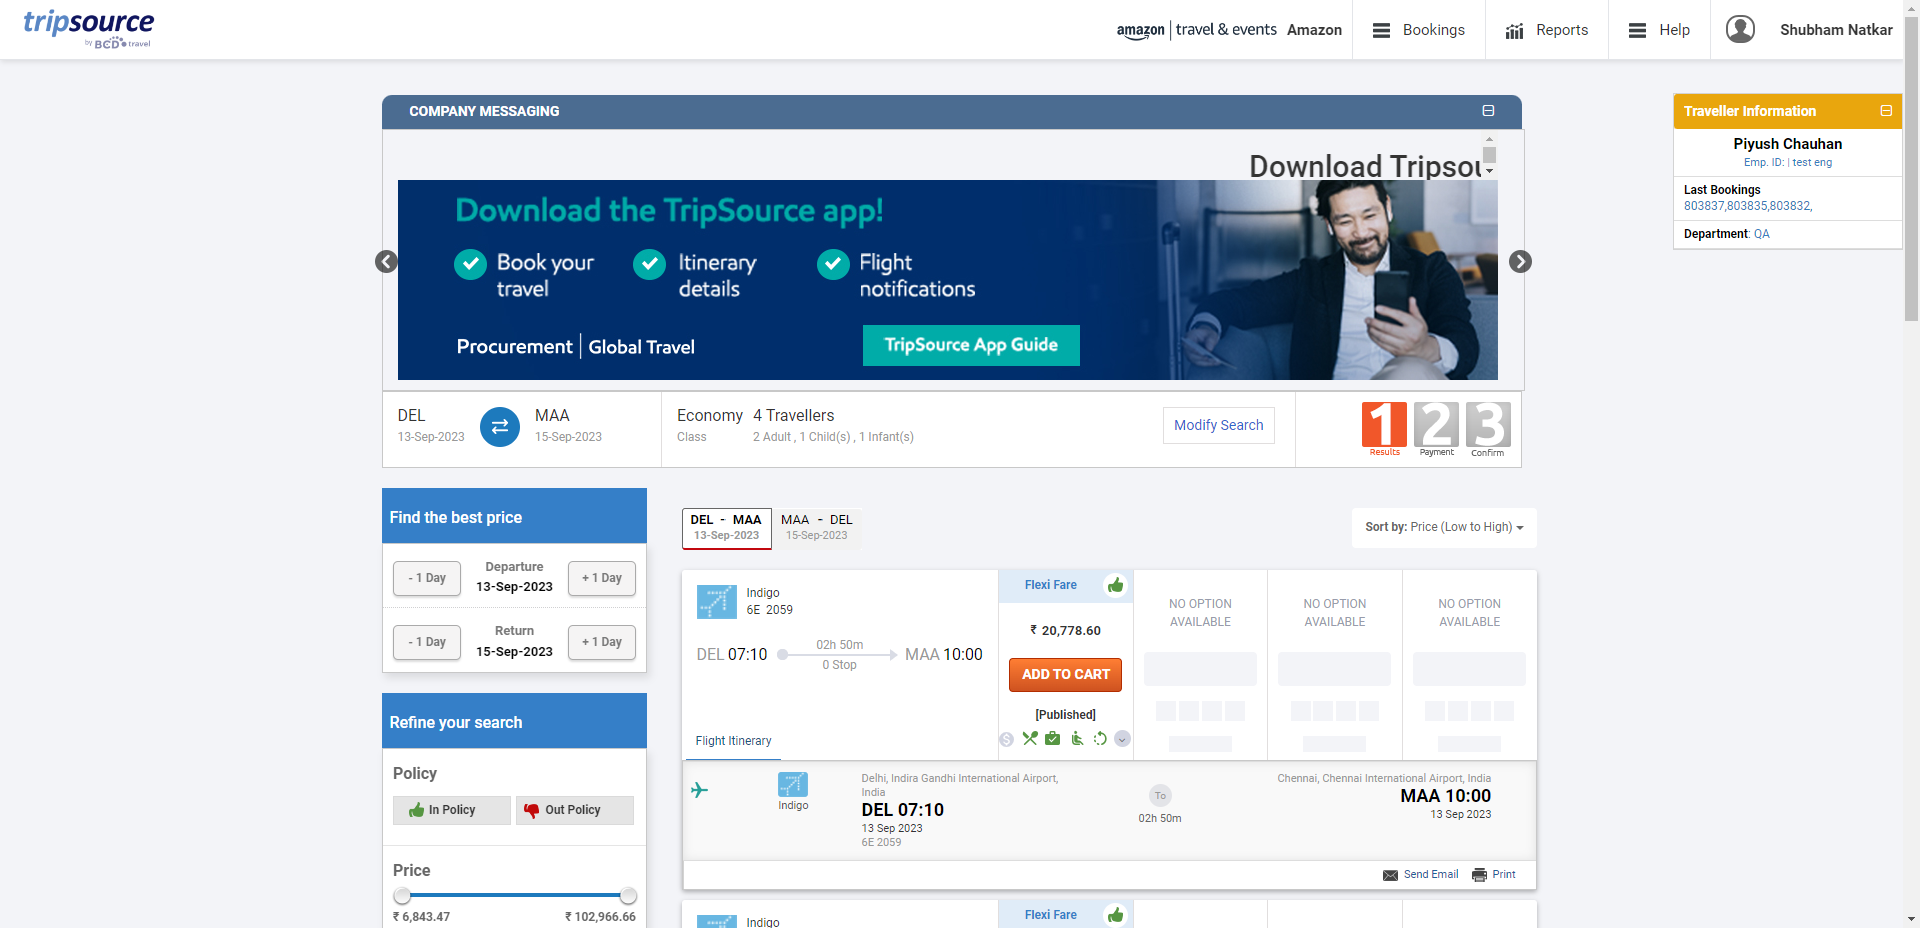 tripsource
by BCD travel
amazon | travel & events Amazon
Bookings
Reports
Help
Shubham Natkar
COMPANY MESSAGING
Download Tripsou
Download the TripSource app!
Book your
travel
Itinerary
details
Flight
notifications
Procurement | Global Travel
TripSource App Guide
Traveller Information
Piyush Chauhan
Emp. ID: | test eng
Last Bookings
803837,803835,803832,
Department: QA
DEL
13-Sep-2023
MAA
15-Sep-2023
Economy
Class
4 Travellers
2 Adult , 1 Child(s) , 1 Infant(s)
Modify Search
1
Results
2
Payment
3
Confirm
Find the best price
- 1 Day
Departure
13-Sep-2023
+ 1 Day
- 1 Day
Return
15-Sep-2023
+ 1 Day
Refine your search
Policy
In Policy
Out Policy
Price
₹ 6,843.47
₹ 102,966.66
DEL - MAA
13-Sep-2023
MAA - DEL
15-Sep-2023
Sort by: Price (Low to High)
Indigo
6E 2059
DEL 07:10
02h 50m
0 Stop
MAA 10:00
Flight Itinerary
Flexi Fare
₹ 20,778.60
ADD TO CART
[Published]
NO OPTION
AVAILABLE
NO OPTION
AVAILABLE
NO OPTION
AVAILABLE
Indigo
Delhi, Indira Gandhi International Airport,
India
DEL 07:10
13 Sep 2023
6E 2059
To
02h 50m
Chennai, Chennai International Airport, India
MAA 10:00
13 Sep 2023
Send Email
Print
Indigo
Flexi Fare